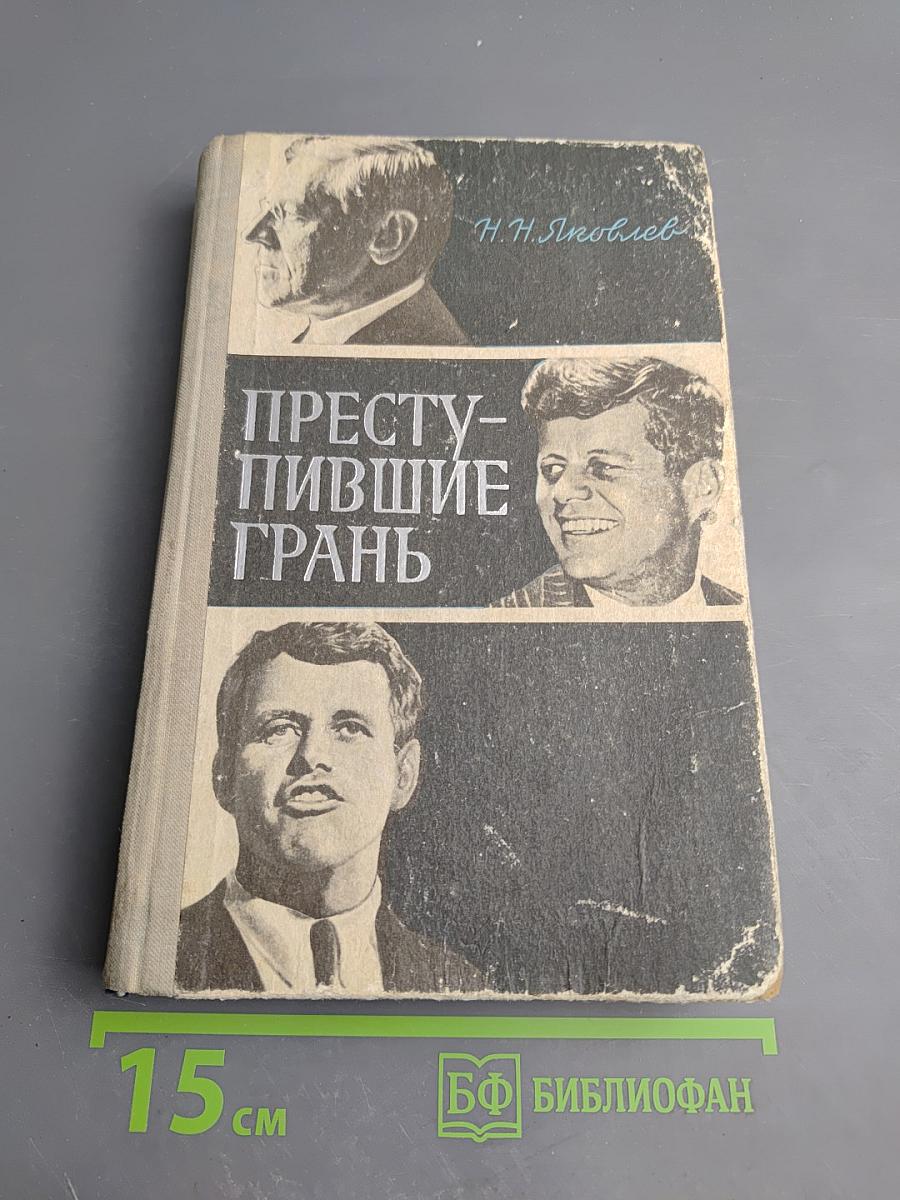 Н. Н. Яковлев
ПРЕСТУ-
ПИВШИЕ
ГРАНЬ
15 см
БФ БИБЛИОФАН